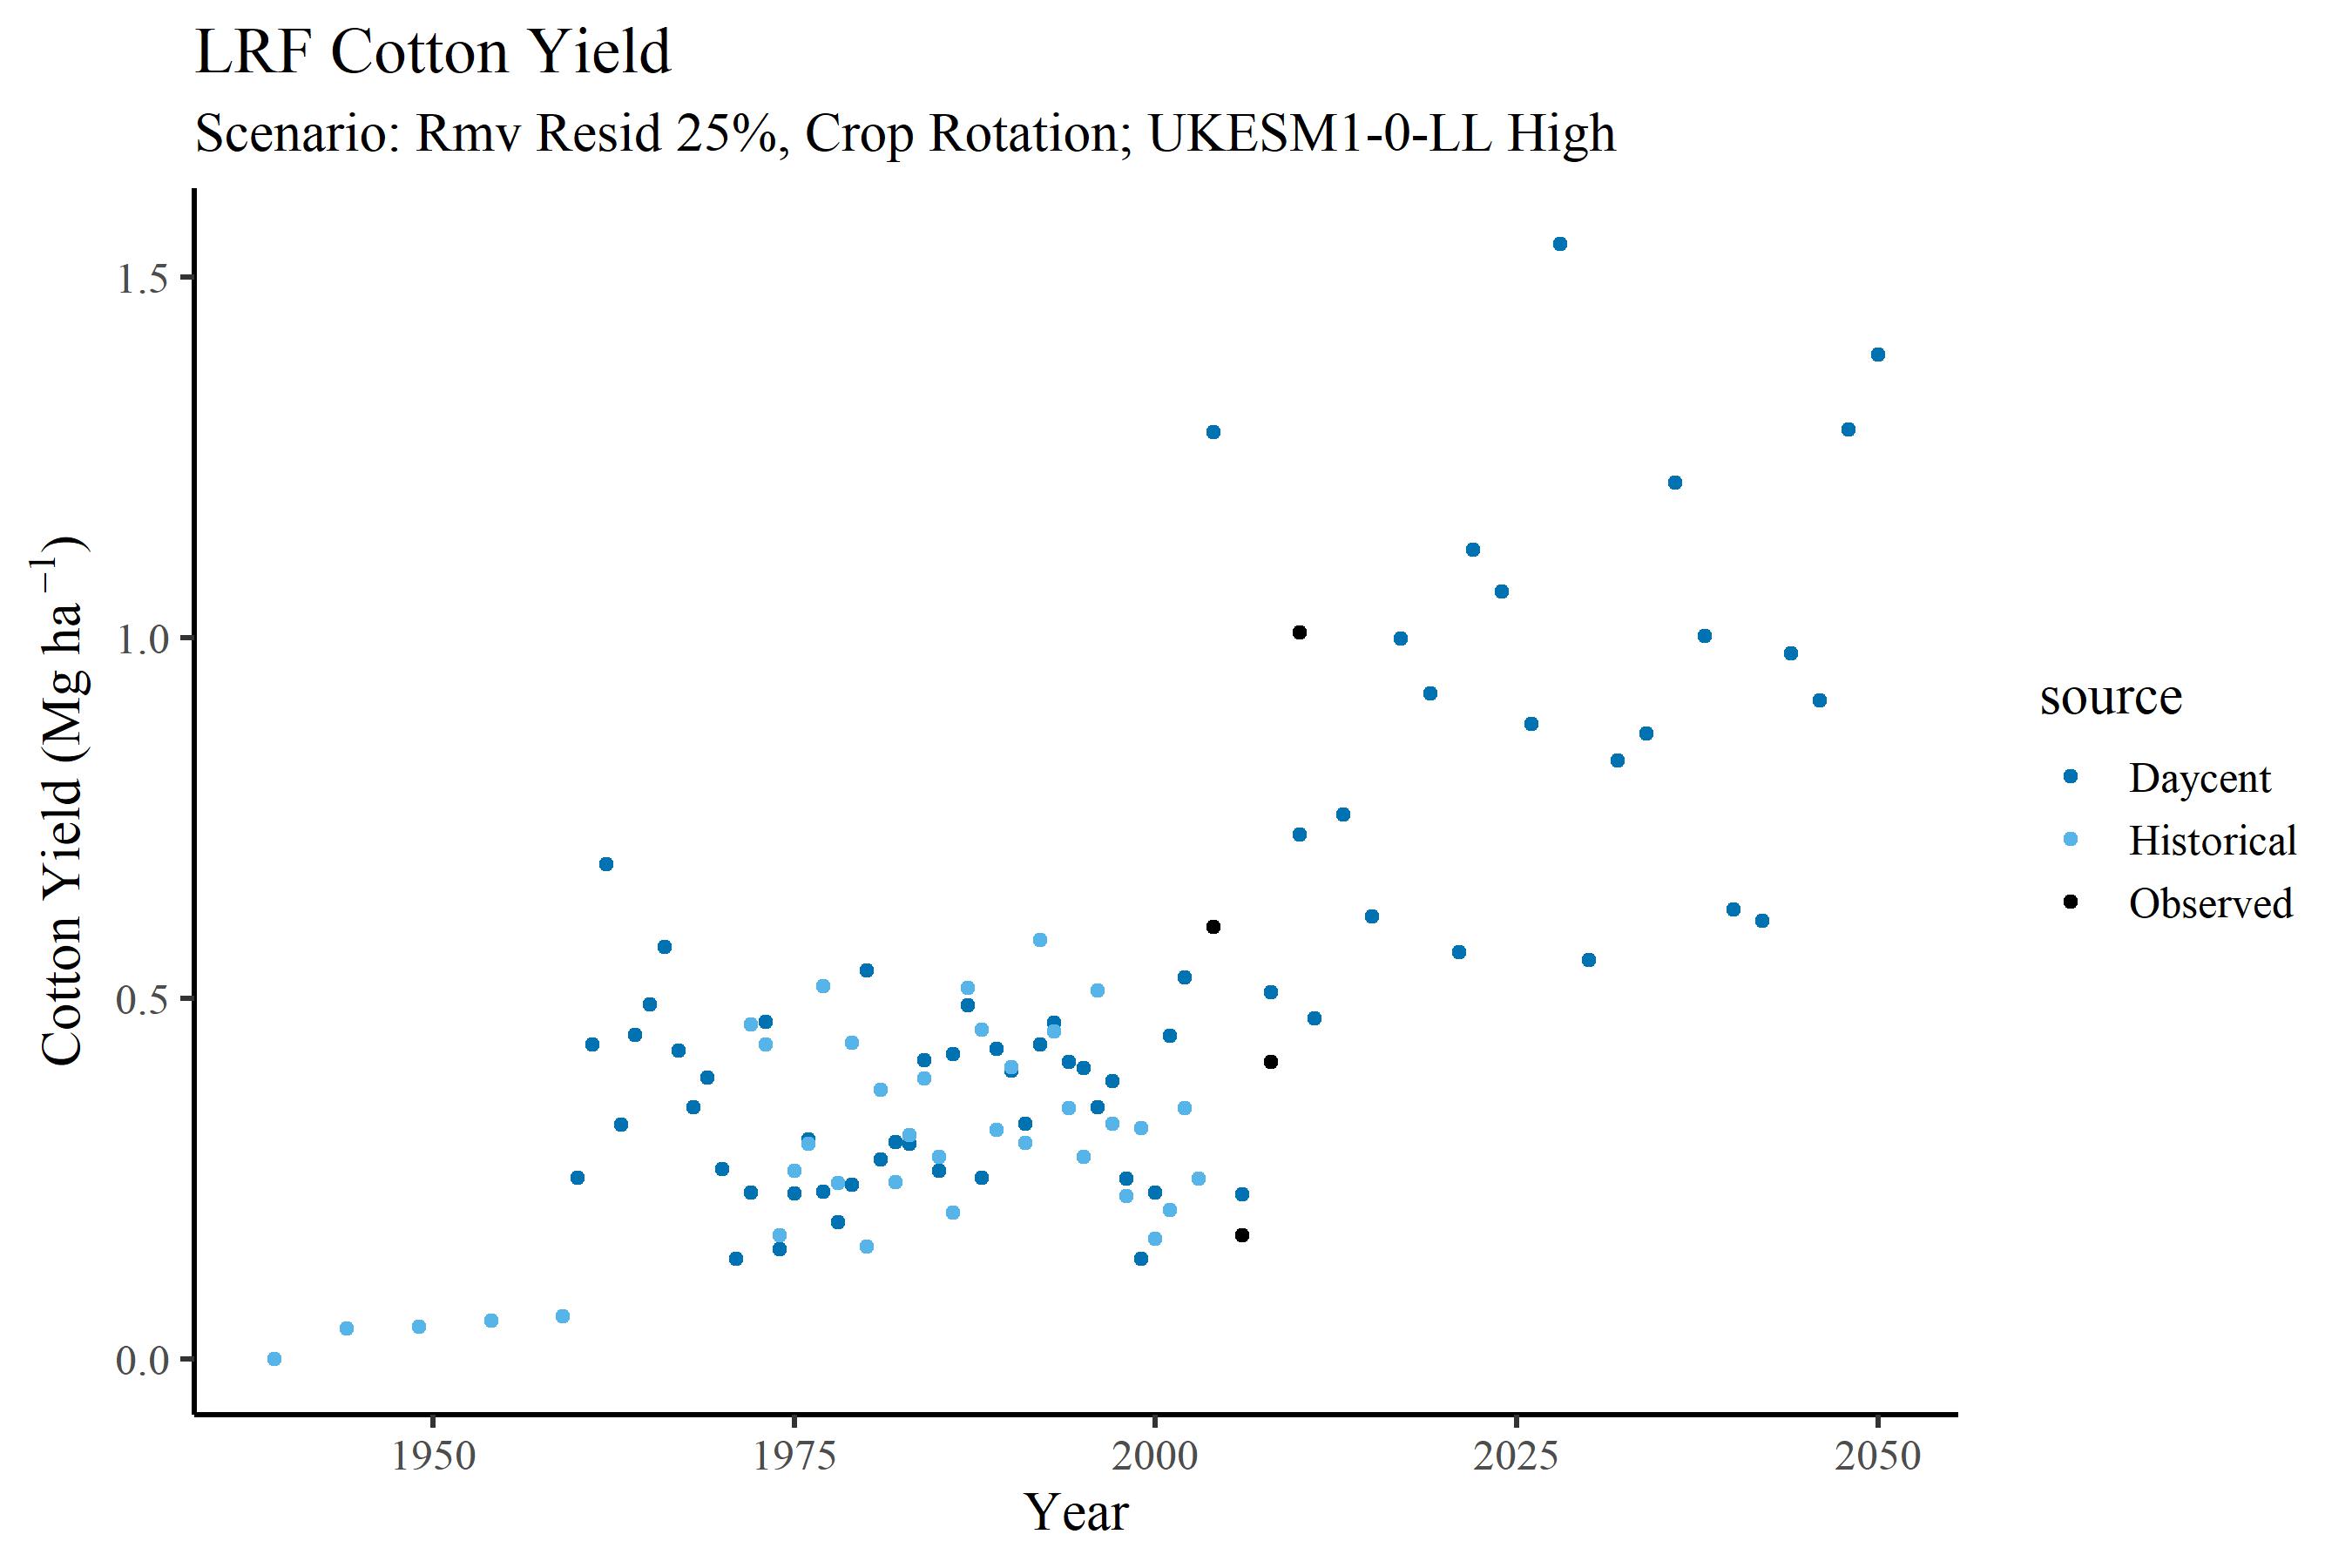 LRF Cotton Yield
Scenario: Rmv Resid 25%, Crop Rotation; UKESM1-0-LL High
Cotton Yield (Mg ha −1)
1.5
1.0
0.5
0.0
1950 1975 2000 2025 2050
Year
source
Daycent
Historical
Observed